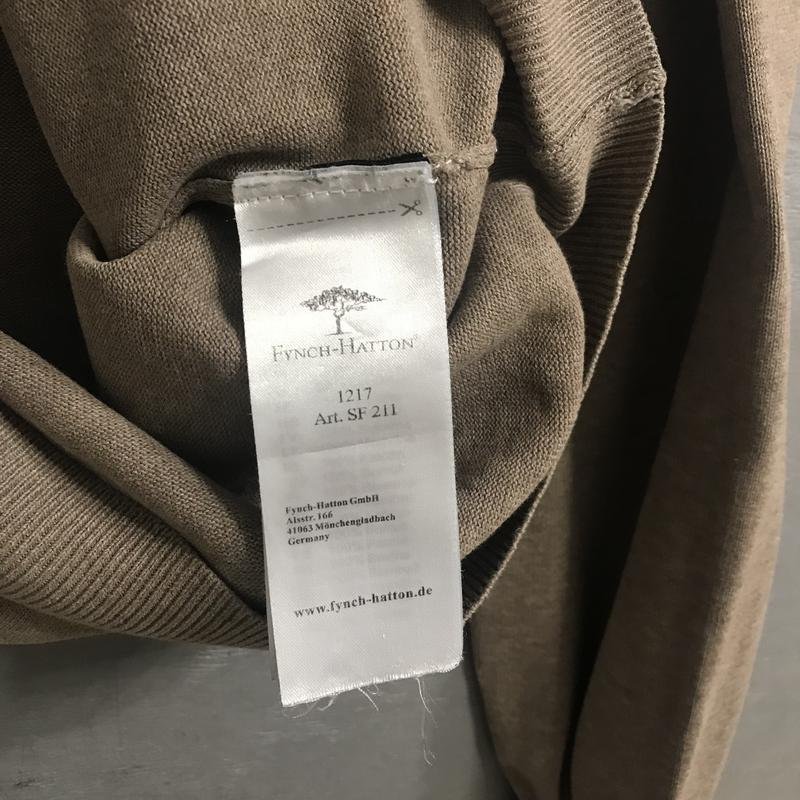 FYNCH-HATTON®
1217
Art. SF 211
Fynch-Hatton GmbH
Alsstr. 166
41063 Mönchengladbach
Germany
www.fynch-hatton.de